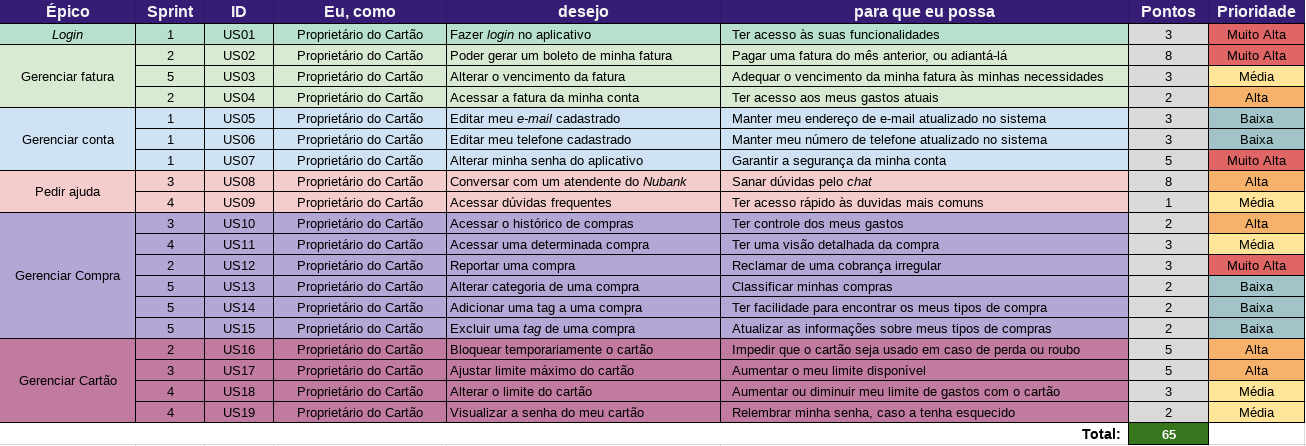 Épico Sprint ID Eu, como desejo para que eu possa Pontos Prioridade
Login 1 US01 Proprietário do Cartão Fazer login no aplicativo Ter acesso às suas funcionalidades 3 Muito Alta
Gerenciar fatura
2 US02 Proprietário do Cartão Poder gerar um boleto de minha fatura Pagar uma fatura do mês anterior, ou adiantá-lá 8 Muito Alta
5 US03 Proprietário do Cartão Alterar o vencimento da fatura Adequar o vencimento da minha fatura às minhas necessidades 3 Média
2 US04 Proprietário do Cartão Acessar a fatura da minha conta Ter acesso aos meus gastos atuais 2 Alta
Gerenciar conta
1 US05 Proprietário do Cartão Editar meu e-mail cadastrado Manter meu endereço de e-mail atualizado no sistema 3 Baixa
1 US06 Proprietário do Cartão Editar meu telefone cadastrado Manter meu número de telefone atualizado no sistema 3 Baixa
1 US07 Proprietário do Cartão Alterar minha senha do aplicativo Garantir a segurança da minha conta 5 Muito Alta
Pedir ajuda
3 US08 Proprietário do Cartão Conversar com um atendente do Nubank Sanar dúvidas pelo chat 8 Alta
4 US09 Proprietário do Cartão Acessar dúvidas frequentes Ter acesso rápido às duvidas mais comuns 1 Média
Gerenciar Compra
3 US10 Proprietário do Cartão Acessar o histórico de compras Ter controle dos meus gastos 2 Alta
4 US11 Proprietário do Cartão Acessar uma determinada compra Ter uma visão detalhada da compra 3 Média
2 US12 Proprietário do Cartão Reportar uma compra Reclamar de uma cobrança irregular 3 Muito Alta
5 US13 Proprietário do Cartão Alterar categoria de uma compra Classificar minhas compras 2 Baixa
5 US14 Proprietário do Cartão Adicionar uma tag a uma compra Ter facilidade para encontrar os meus tipos de compra 2 Baixa
5 US15 Proprietário do Cartão Excluir uma tag de uma compra Atualizar as informações sobre meus tipos de compras 2 Baixa
Gerenciar Cartão
2 US16 Proprietário do Cartão Bloquear temporariamente o cartão Impedir que o cartão seja usado em caso de perda ou roubo 5 Alta
3 US17 Proprietário do Cartão Ajustar limite máximo do cartão Aumentar o meu limite disponível 5 Alta
4 US18 Proprietário do Cartão Alterar o limite do cartão Aumentar ou diminuir meu limite de gastos com o cartão 3 Média
4 US19 Proprietário do Cartão Visualizar a senha do meu cartão Relembrar minha senha, caso a tenha esquecido 2 Média
Total: 65